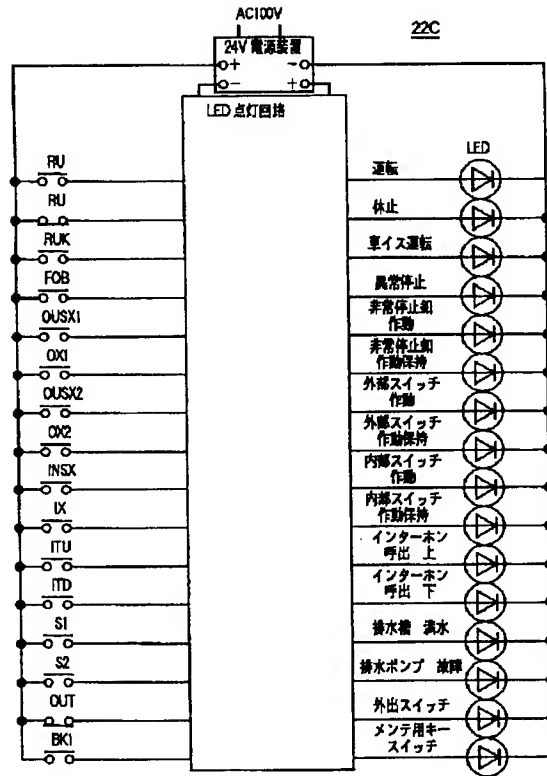 AC100V
22C
24V 電源装置
+ −
− +
LED 点灯回路
LED
RU
運転
RU
休止
RUK
車イス運転
FOB
異常停止
OUSX1
非常停止釦
作動
OX1
非常停止釦
作動保持
OUSX2
外部スイッチ
作動
OX2
外部スイッチ
作動保持
INSX
内部スイッチ
作動
IX
内部スイッチ
作動保持
ITU
インターホン
呼出 上
ITD
インターホン
呼出 下
S1
排水槽 満水
S2
排水ポンプ 故障
OUT
外出スイッチ
BK1
メンテ用キー
スイッチ